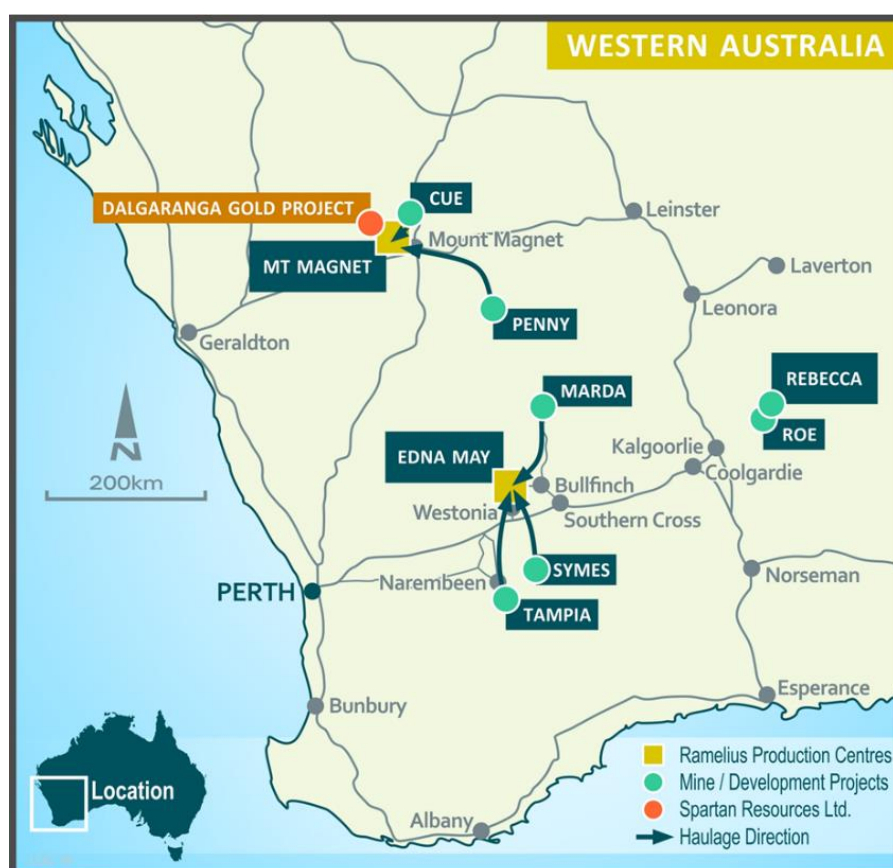 WESTERN AUSTRALIA
CUE
DALGARANGA GOLD PROJECT
Leinster
Mount Magnet
MT MAGNET
Laverton
Leonora
PENNY
Geraldton
REBECCA
MARDA
ROE
N
EDNA MAY
Kalgoorlie
200km
Bullfinch
Coolgardie
Westonia
Southern Cross
SYMES
Norseman
Narembeen
PERTH
TAMPIA
Esperance
Bunbury
Ramelius Production Centres
Mine / Development Projects
Location
Spartan Resources Ltd.
Albany
Haulage Direction